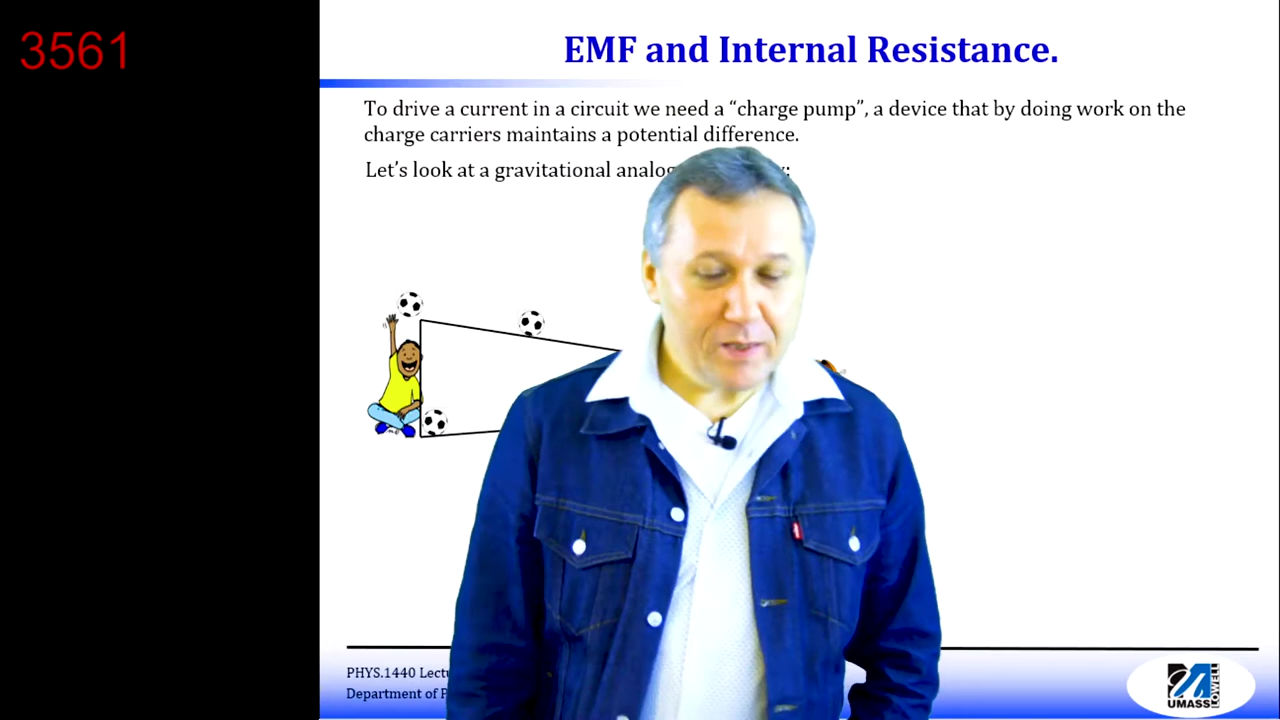 3561
EMF and Internal Resistance.
To drive a current in a circuit we need a “charge pump”, a device that by doing work on the
charge carriers maintains a potential difference.
Let’s look at a gravitational
PHYS.1440
Department of
UMASS
LOWELL